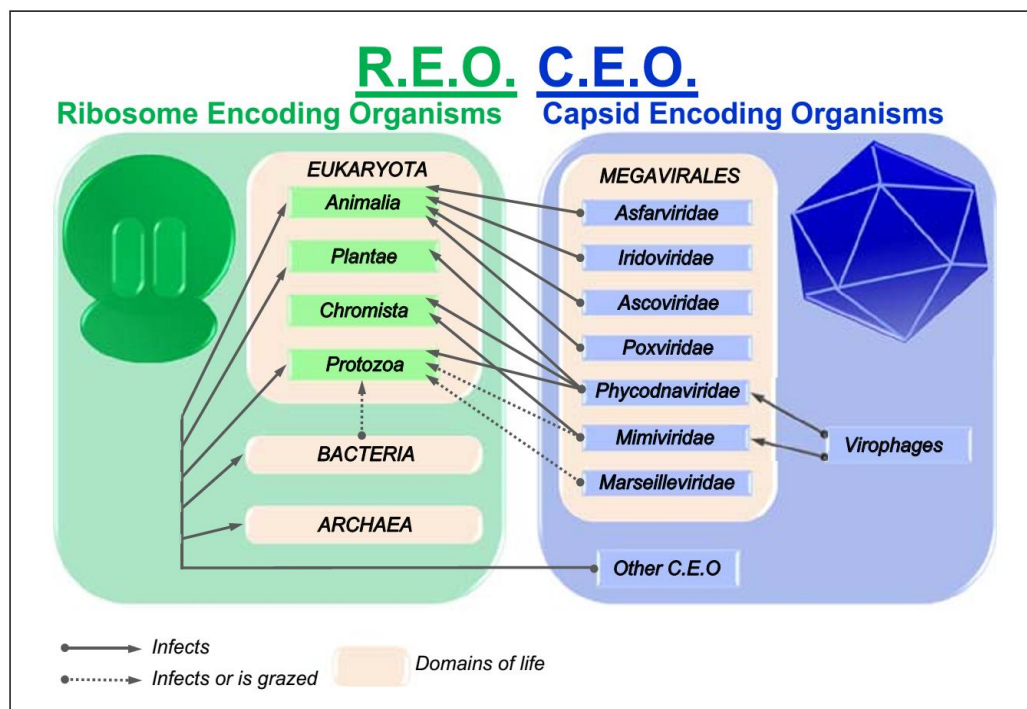 R.E.O. C.E.O.
Ribosome Encoding Organisms
Capsid Encoding Organisms
EUKARYOTA
Animalia
Plantae
Chromista
Protozoa
BACTERIA
ARCHAEA
MEGAVIRALES
Asfarviridae
Iridoviridae
Ascoviridae
Poxviridae
Phycodnaviridae
Mimiviridae
Marseilleviridae
Virophages
Other C.E.O
Infects
Infects or is grazed
Domains of life